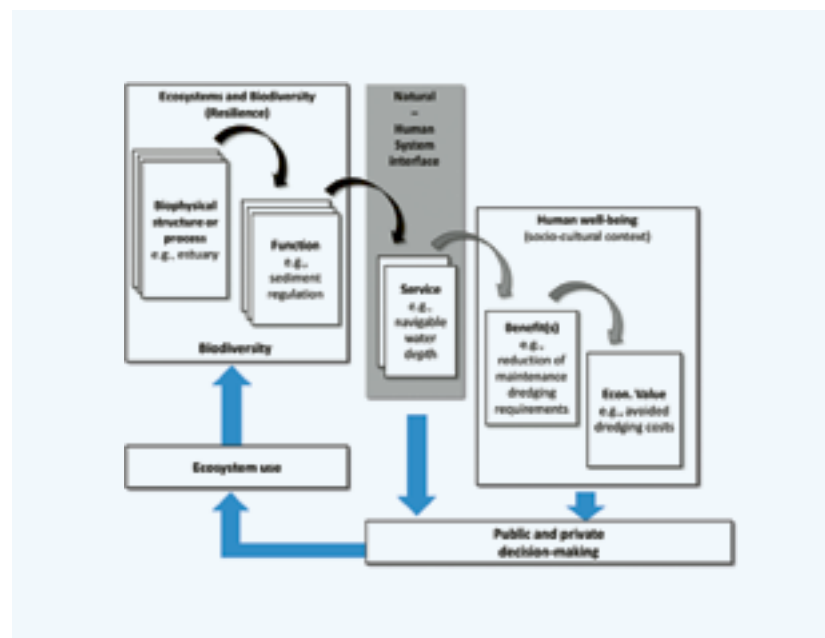 Ecosystems and Biodiversity
(Resilience)
Biophysical
structure or
process
e.g., estuary
Function
e.g.,
sediment
regulation
Biodiversity
Natural
–
Human
System
interface
Service
e.g.,
navigable
water
depth
Human well-being
(socio-cultural context)
Benefit(s)
e.g.,
reduction of
maintenance
dredging
requirements
Econ. Value
e.g., avoided
dredging costs
Ecosystem use
Public and private
decision-making